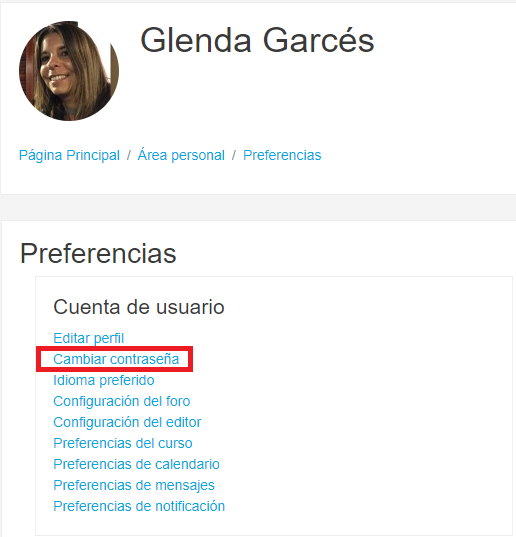 Glenda Garcés
Página Principal / Área personal / Preferencias
Preferencias
Cuenta de usuario
Editar perfil
Cambiar contraseña
Idioma preferido
Configuración del foro
Configuración del editor
Preferencias del curso
Preferencias de calendario
Preferencias de mensajes
Preferencias de notificación